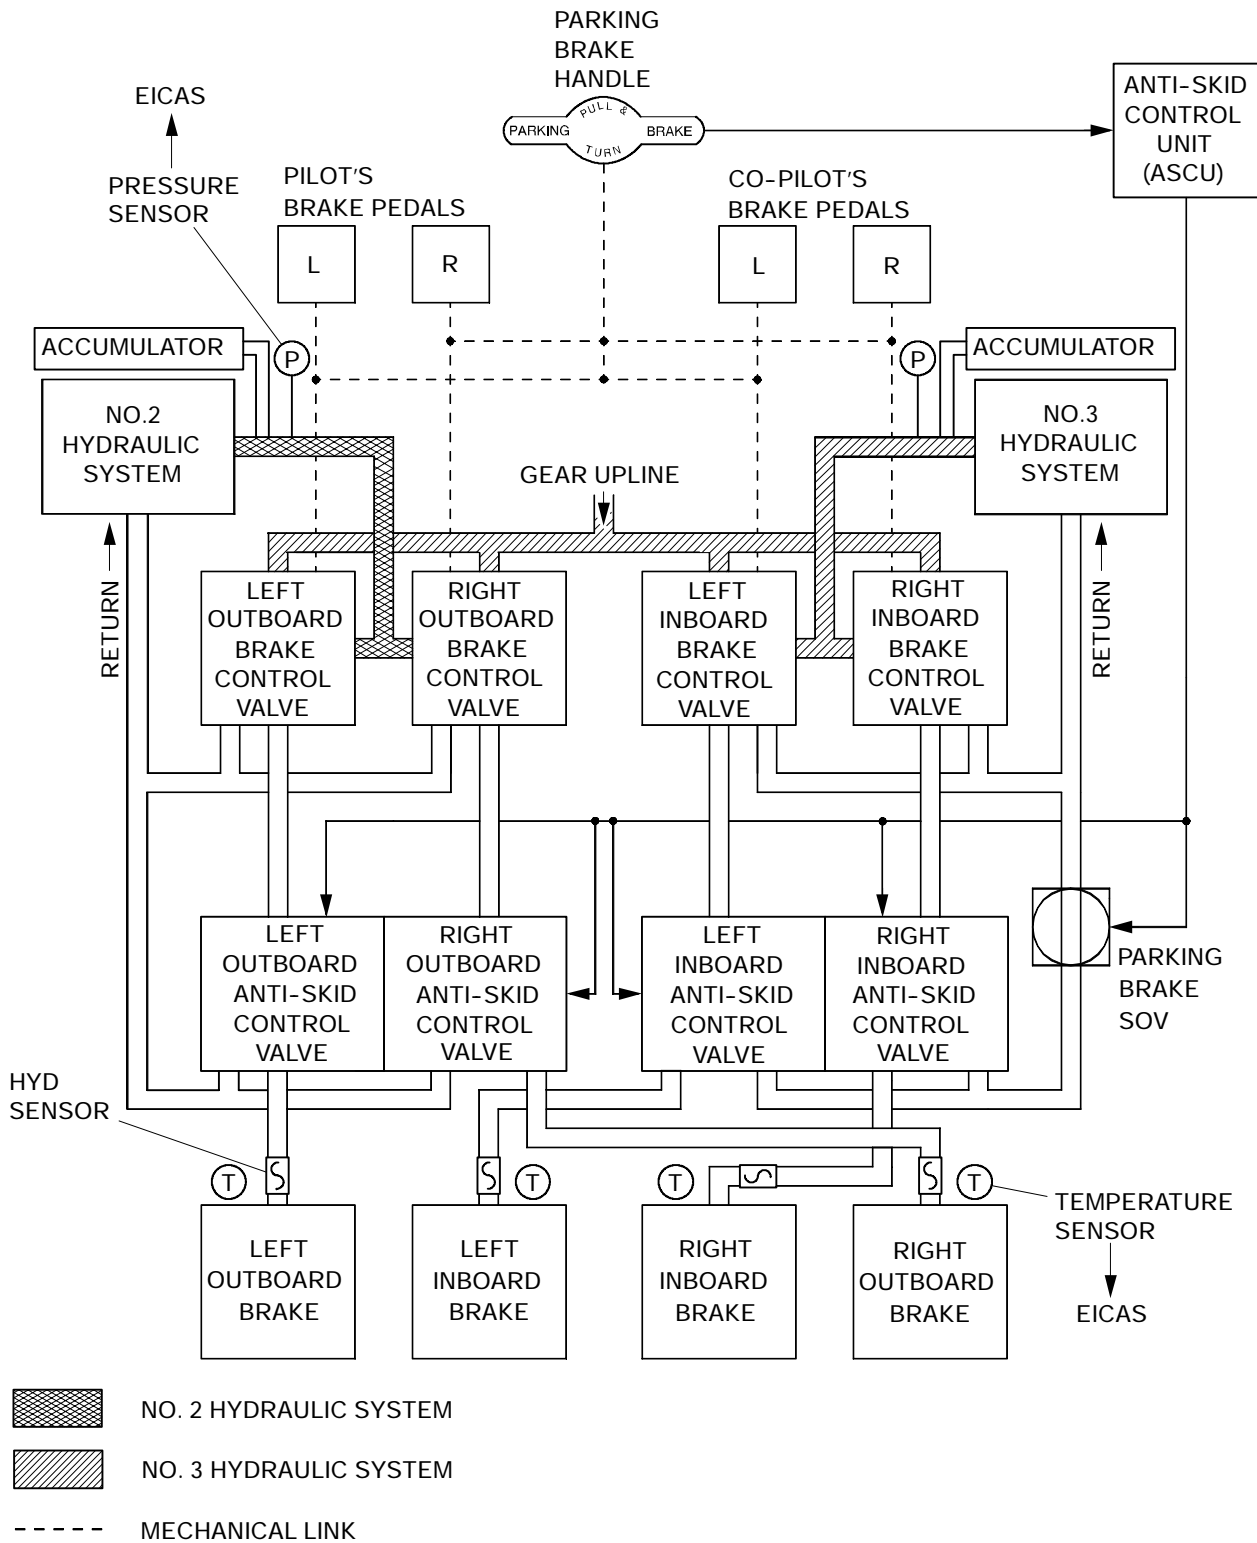 PARKING
BRAKE
HANDLE
PULL &
PARKING
BRAKE
TURN
ANTI-SKID
CONTROL
UNIT
(ASCU)
EICAS
PRESSURE
SENSOR
PILOT'S
BRAKE PEDALS
L
R
CO-PILOT'S
BRAKE PEDALS
L
R
ACCUMULATOR
P
P
ACCUMULATOR
NO.2
HYDRAULIC
SYSTEM
NO.3
HYDRAULIC
SYSTEM
GEAR UPLINE
RETURN
LEFT
OUTBOARD
BRAKE
CONTROL
VALVE
RIGHT
OUTBOARD
BRAKE
CONTROL
VALVE
LEFT
INBOARD
BRAKE
CONTROL
VALVE
RIGHT
INBOARD
BRAKE
CONTROL
VALVE
RETURN
LEFT
OUTBOARD
ANTI-SKID
CONTROL
VALVE
RIGHT
OUTBOARD
ANTI-SKID
CONTROL
VALVE
LEFT
INBOARD
ANTI-SKID
CONTROL
VALVE
RIGHT
INBOARD
ANTI-SKID
CONTROL
VALVE
PARKING
BRAKE
SOV
HYD
SENSOR
T
S
S
T
T
S
S
T
TEMPERATURE
SENSOR
EICAS
LEFT
OUTBOARD
BRAKE
LEFT
INBOARD
BRAKE
RIGHT
INBOARD
BRAKE
RIGHT
OUTBOARD
BRAKE
NO. 2 HYDRAULIC SYSTEM
NO. 3 HYDRAULIC SYSTEM
MECHANICAL LINK